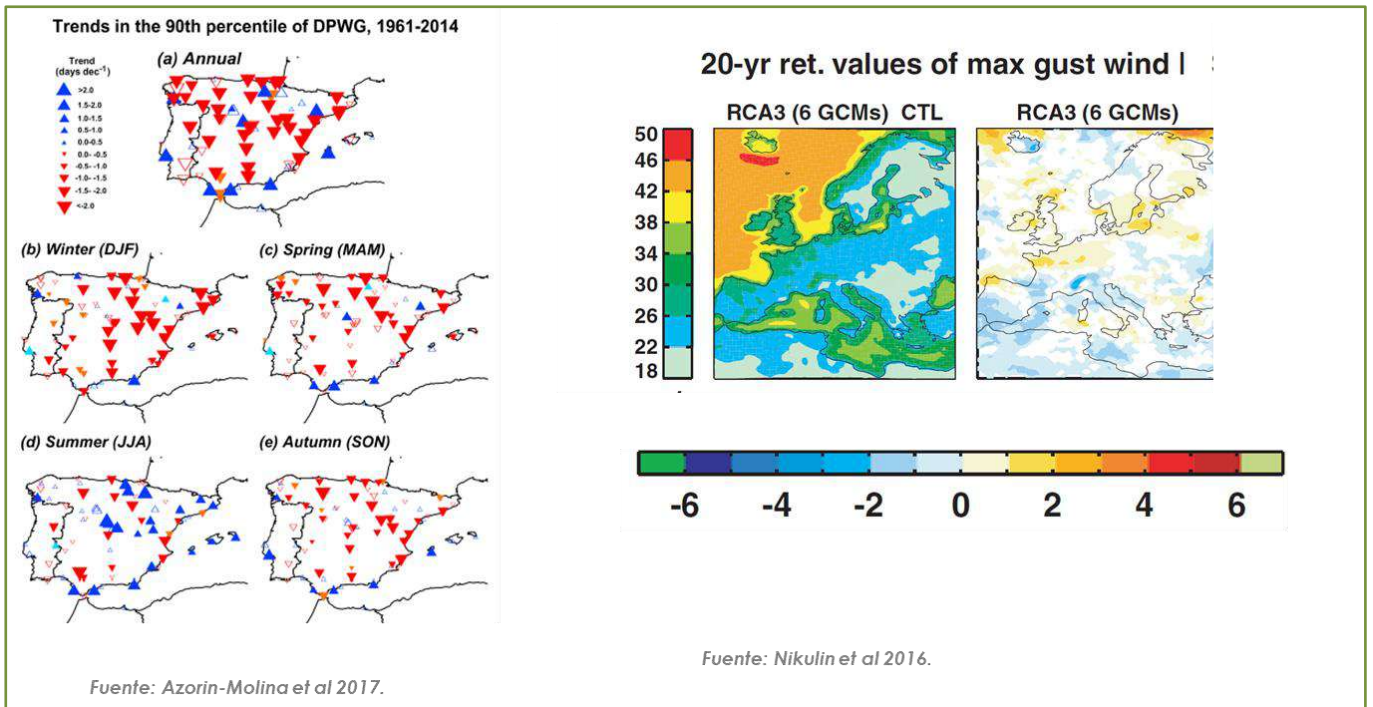 Trends in the 90th percentile of DPWG, 1961-2014
Trend
(days dec⁻¹)
>2.0
1.5-2.0
1.0-1.5
0.5-1.0
0.0-0.5
0.0- -0.5
-0.5- -1.0
-1.0- -1.5
-1.5- -2.0
<-2.0
(a) Annual
(b) Winter (DJF)
(c) Spring (MAM)
(d) Summer (JJA)
(e) Autumn (SON)
Fuente: Azorin-Molina et al 2017.
20-yr ret. values of max gust wind |
RCA3 (6 GCMs) CTL
RCA3 (6 GCMs)
50
46
42
38
34
30
26
22
18
-6 -4 -2 0 2 4 6
Fuente: Nikulin et al 2016.